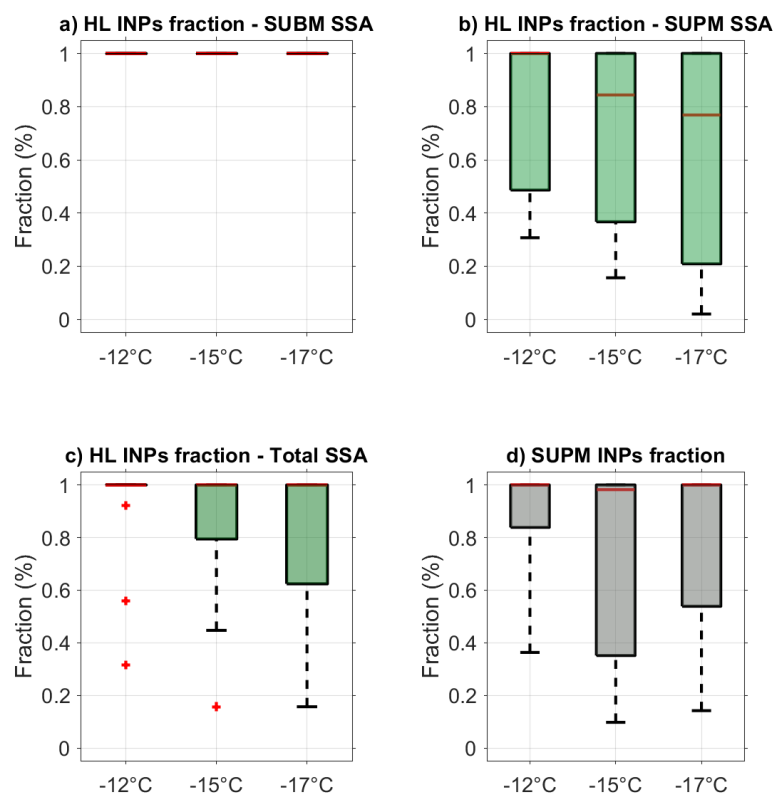 a) HL INPs fraction - SUBM SSA
1
0.8
0.6
0.4
0.2
0
Fraction (%)
-12°C -15°C -17°C
b) HL INPs fraction - SUPM SSA
1
0.8
0.6
0.4
0.2
0
Fraction (%)
-12°C -15°C -17°C
c) HL INPs fraction - Total SSA
1
0.8
0.6
0.4
0.2
0
Fraction (%)
-12°C -15°C -17°C
d) SUPM INPs fraction
1
0.8
0.6
0.4
0.2
0
Fraction (%)
-12°C -15°C -17°C